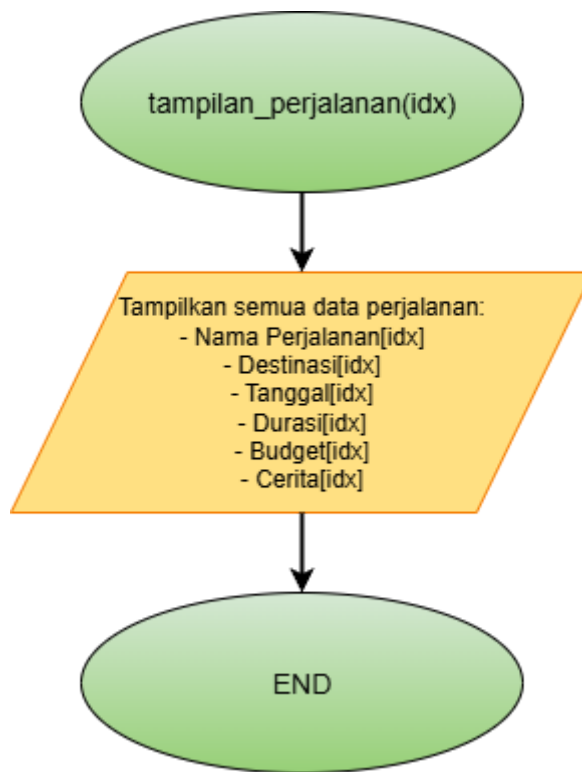 tampilan_perjalanan(idx)
Tampilkan semua data perjalanan:
- Nama Perjalanan[idx]
- Destinasi[idx]
- Tanggal[idx]
- Durasi[idx]
- Budget[idx]
- Cerita[idx]
END